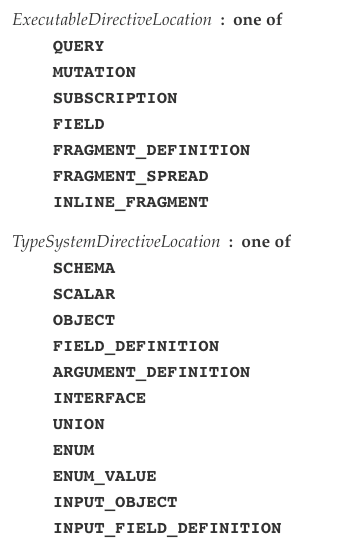 ExecutableDirectiveLocation : one of
QUERY
MUTATION
SUBSCRIPTION
FIELD
FRAGMENT_DEFINITION
FRAGMENT_SPREAD
INLINE_FRAGMENT
TypeSystemDirectiveLocation : one of
SCHEMA
SCALAR
OBJECT
FIELD_DEFINITION
ARGUMENT_DEFINITION
INTERFACE
UNION
ENUM
ENUM_VALUE
INPUT_OBJECT
INPUT_FIELD_DEFINITION